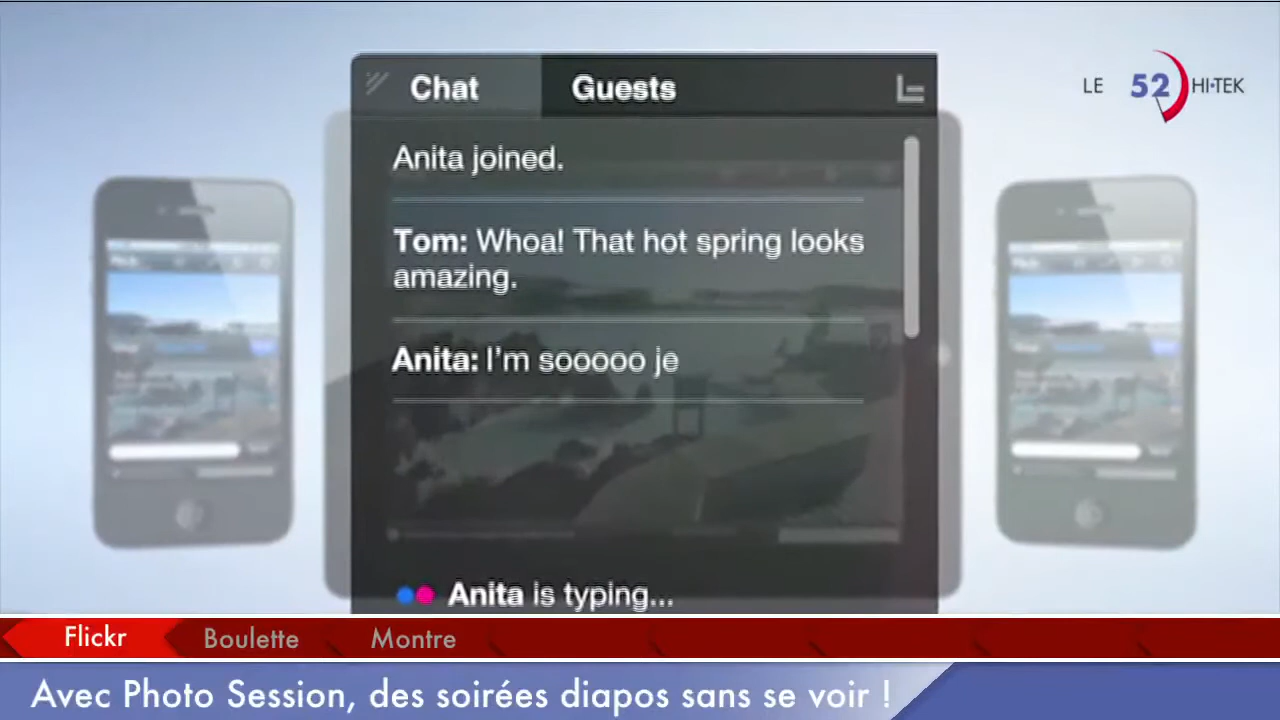 Chat Guests
LE 52 HI-TEK
Anita joined.
Tom: Whoa! That hot spring looks
amazing.
Anita: I'm sooooo je
Anita is typing...
Flickr Boulette Montre
Avec Photo Session, des soirées diapos sans se voir !